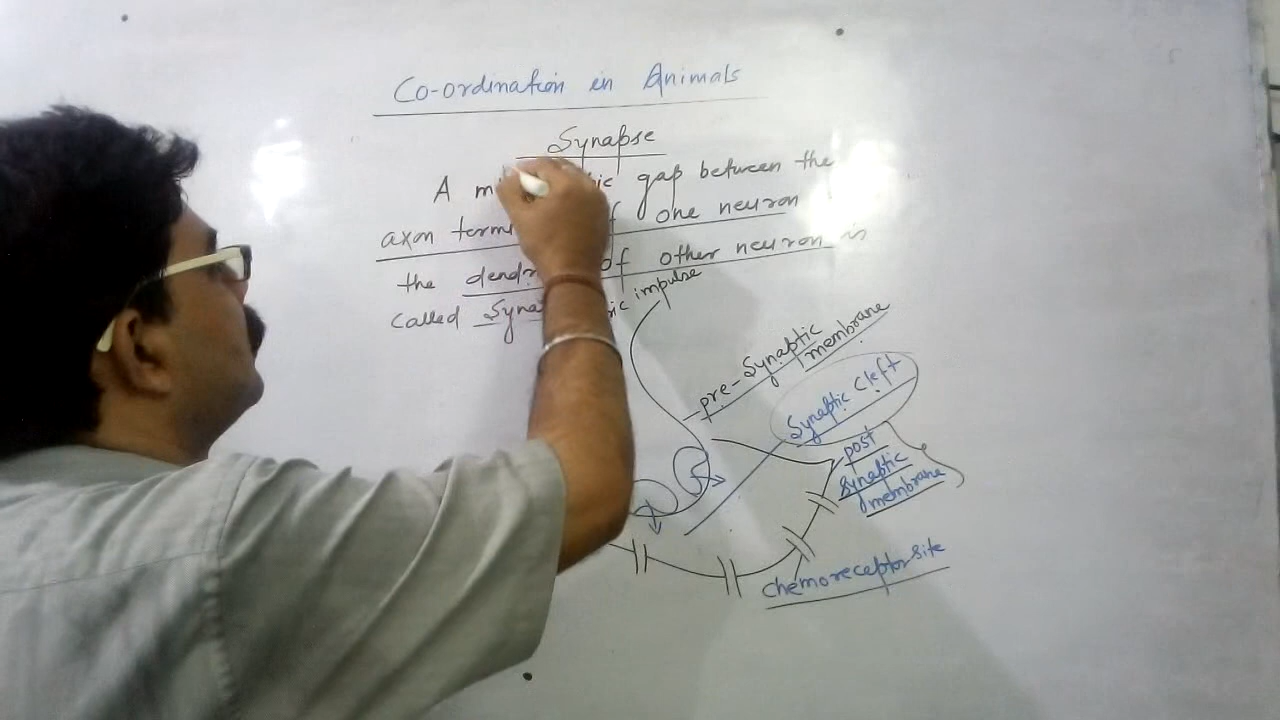 Co-ordination in Animals
Synapse
A gap between the
axon one neuron
the of other neuron is
called
impulse
pre-Synaptic
membrane
Synaptic Cleft
post
Synaptic
membrane
chemoreceptor site